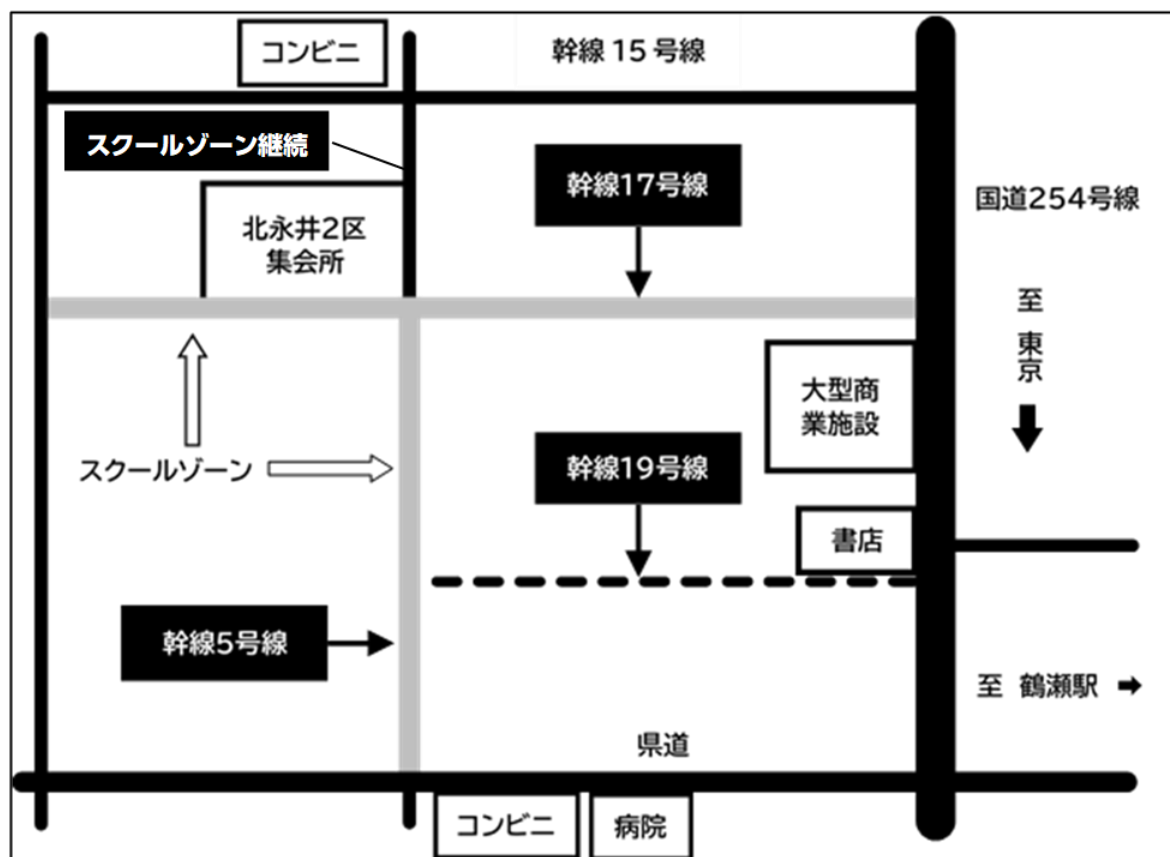 コンビニ
幹線15号線
スクールゾーン継続
幹線17号線
国道254号線
北永井2区
集会所
至 東京
大型商
業施設
スクールゾーン
幹線19号線
書店
幹線5号線
至 鶴瀬駅
県道
コンビニ
病院